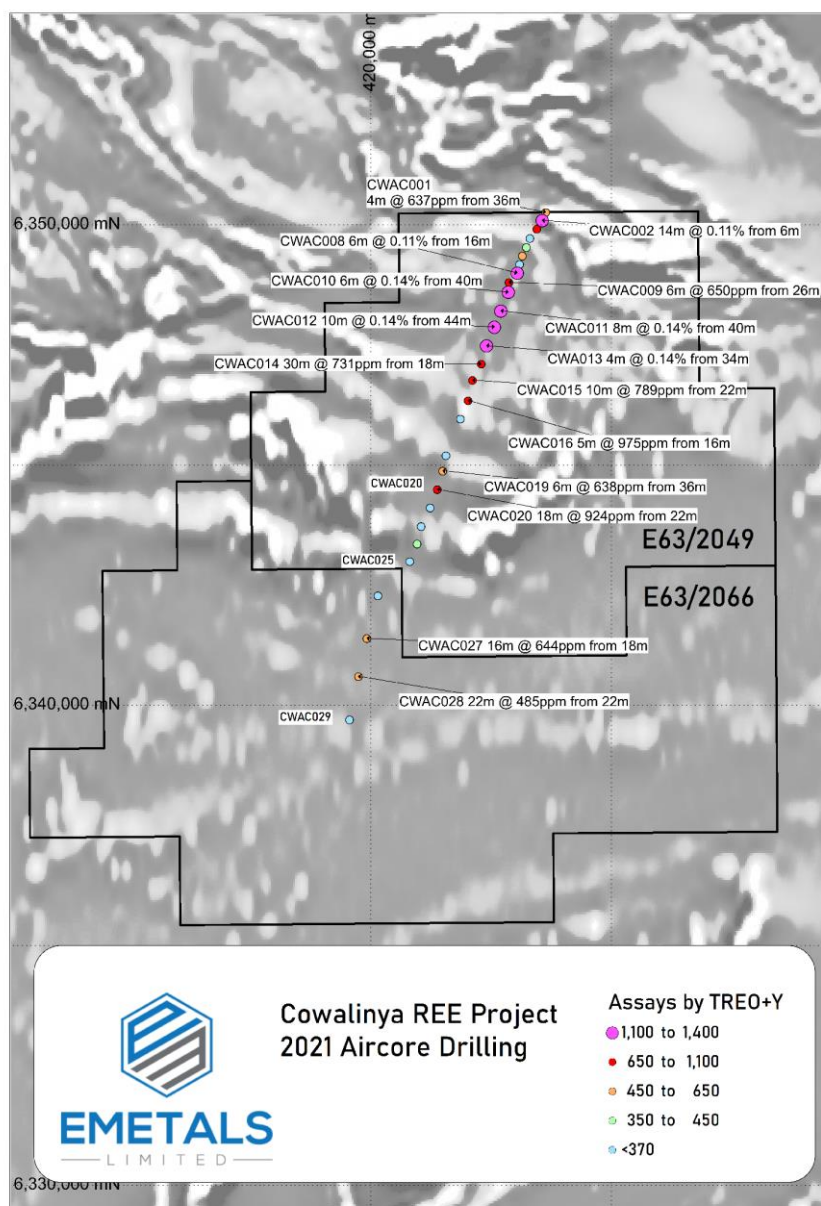 420,000 m
CWAC001
4m @ 637ppm from 36m
6,350,000 mN
CWAC002 14m @ 0.11% from 6m
CWAC008 6m @ 0.11% from 16m
CWAC010 6m @ 0.14% from 40m
CWAC009 6m @ 650ppm from 26m
CWAC012 10m @ 0.14% from 44m
CWAC011 8m @ 0.14% from 40m
CWA013 4m @ 0.14% from 34m
CWAC014 30m @ 731ppm from 18m
CWAC015 10m @ 789ppm from 22m
CWAC016 5m @ 975ppm from 16m
CWAC020
CWAC019 6m @ 638ppm from 36m
CWAC020 18m @ 924ppm from 22m
E63/2049
CWAC025
E63/2066
CWAC027 16m @ 644ppm from 18m
6,340,000 mN
CWAC028 22m @ 485ppm from 22m
CWAC029
EMETALS
LIMITED
Cowalinya REE Project
2021 Aircore Drilling
Assays by TREO+Y
1,100 to 1,400
650 to 1,100
450 to 650
350 to 450
<370
6,330,000 mN